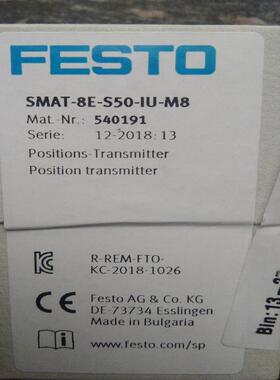 FESTO
SMAT-8E-S50-IU-M8
Mat.-Nr.: 540191
Serie: 12-2018:13
Positions-Transmitter
Position transmitter
R-REM-FTO-
KC-2018-1026
Festo AG & Co. KG
DE-73734 Esslingen
Made in Bulgaria
www.festo.com/sp